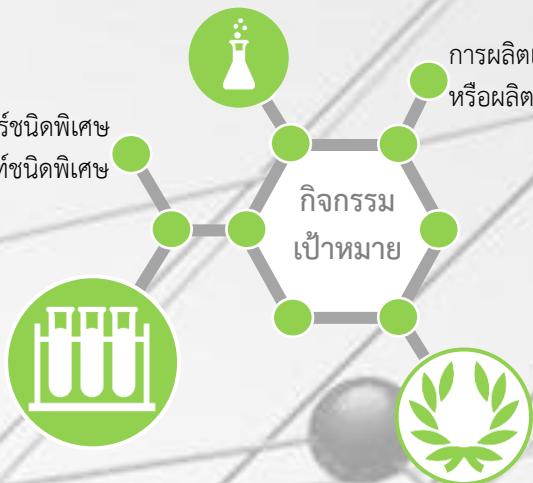 การผลิต
หรือผลิต
ชนิดพิเศษ
ชนิดพิเศษ
กิจกรรม
เป้าหมาย